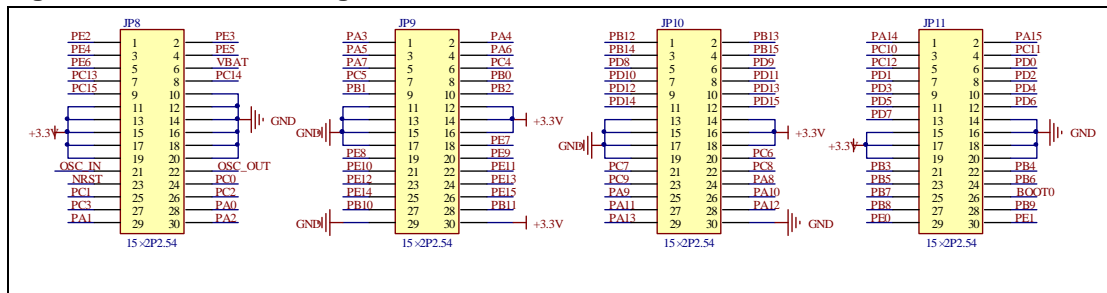 JP8
PE2 1 2 PE3
PE4 3 4 PE5
PE6 5 6 VBAT
PC13 7 8 PC14
PC15 9 10
11 12
13 14 GND
+3.3V 15 16
17 18
19 20
OSC_IN 21 22 OSC_OUT
NRST 23 24 PC0
PC1 25 26 PC2
PC3 27 28 PA0
PA1 29 30 PA2
15×2P2.54
JP9
PA3 1 2 PA4
PA5 3 4 PA6
PA7 5 6 PC4
PC5 7 8 PB0
PB1 9 10 PB2
11 12
13 14 +3.3V
GND 15 16
17 18 PE7
PE8 19 20 PE9
PE10 21 22 PE11
PE12 23 24 PE13
PE14 25 26 PE15
PB10 27 28 PB11
GND 29 30 +3.3V
15×2P2.54
JP10
PB12 1 2 PB13
PB14 3 4 PB15
PD8 5 6 PD9
PD10 7 8 PD11
PD12 9 10 PD13
PD14 11 12 PD15
13 14
15 16 +3.3V
GND 17 18
19 20 PC6
PC7 21 22 PC8
PC9 23 24 PA8
PA9 25 26 PA10
PA11 27 28 PA12
PA13 29 30 GND
15×2P2.54
JP11
PA14 1 2 PA15
PC10 3 4 PC11
PC12 5 6 PD0
PD1 7 8 PD2
PD3 9 10 PD4
PD5 11 12 PD6
PD7 13 14
15 16 GND
+3.3V 17 18
19 20
PB3 21 22 PB4
PB5 23 24 PB6
PB7 25 26 BOOT0
PB8 27 28 PB9
PE0 29 30 PE1
15×2P2.54